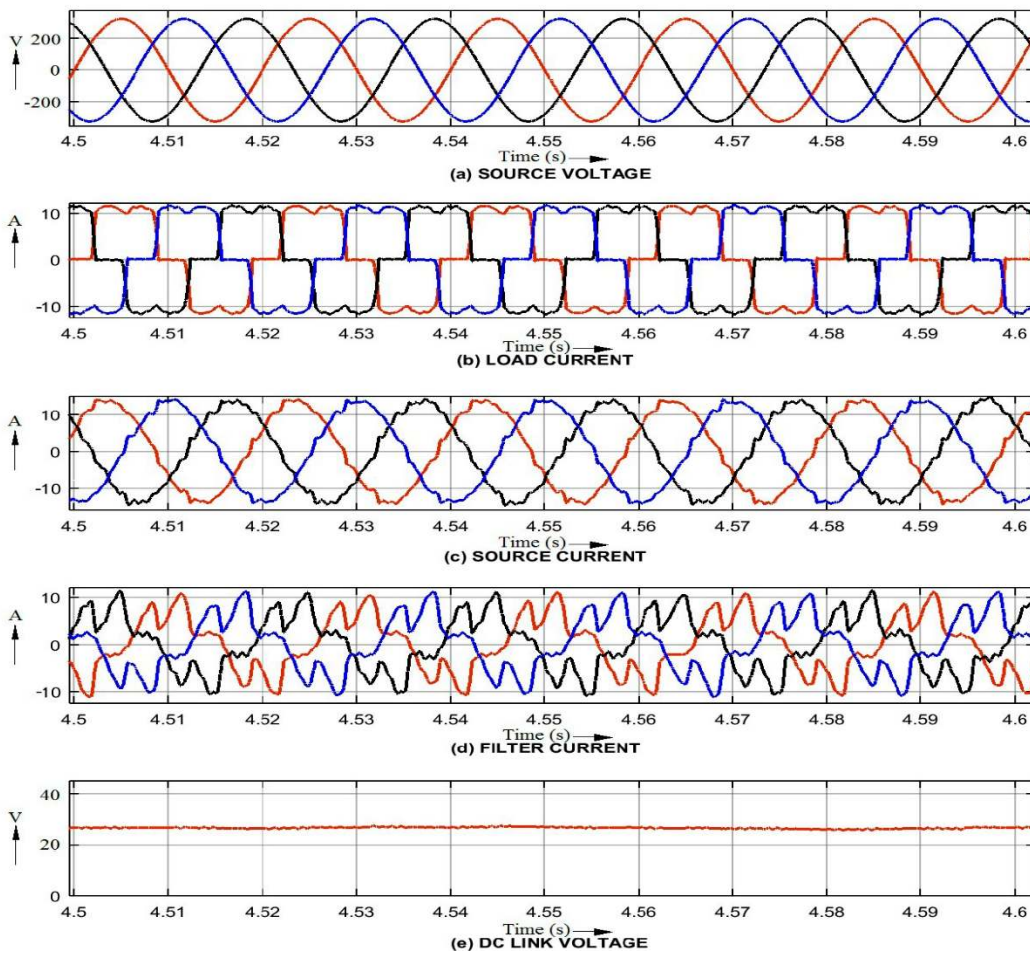 V
200
0
-200
4.5 4.51 4.52 4.53 4.54 4.55 4.56 4.57 4.58 4.59 4.6
Time (s)
(a) SOURCE VOLTAGE
A
10
0
-10
4.5 4.51 4.52 4.53 4.54 4.55 4.56 4.57 4.58 4.59 4.6
Time (s)
(b) LOAD CURRENT
A
10
0
-10
4.5 4.51 4.52 4.53 4.54 4.55 4.56 4.57 4.58 4.59 4.6
Time (s)
(c) SOURCE CURRENT
A
10
0
-10
4.5 4.51 4.52 4.53 4.54 4.55 4.56 4.57 4.58 4.59 4.6
Time (s)
(d) FILTER CURRENT
V
40
20
0
4.5 4.51 4.52 4.53 4.54 4.55 4.56 4.57 4.58 4.59 4.6
Time (s)
(e) DC LINK VOLTAGE